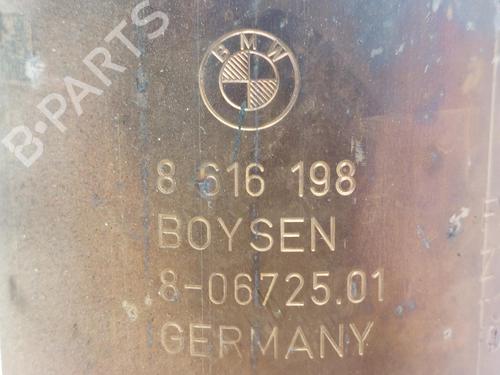 B-PARTS
BMW
8 616 198
BOYSEN
8-06725.01
GERMANY